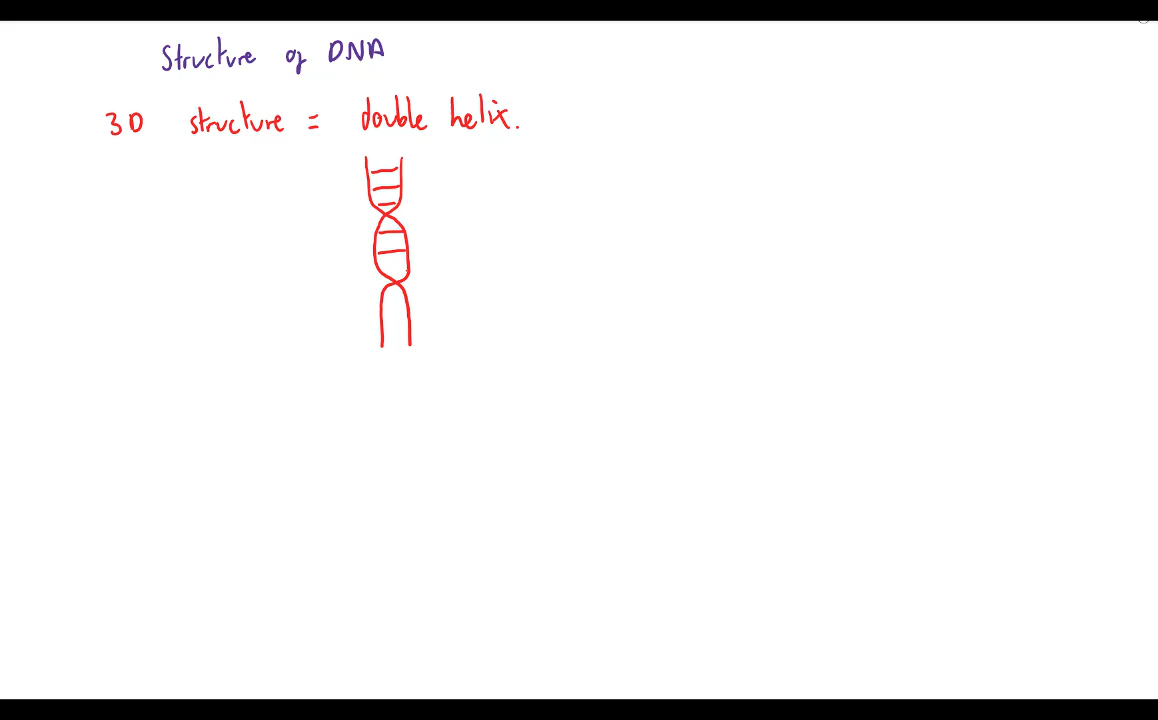 Structure of DNA
3D structure = double helix.